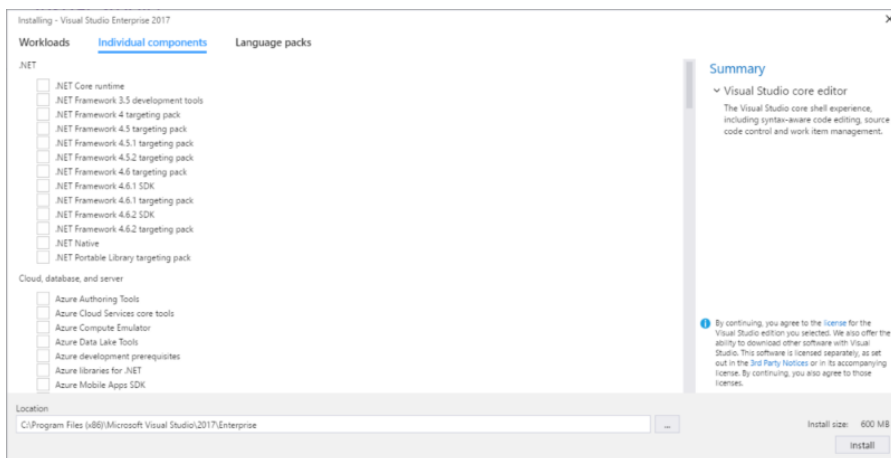 Installing - Visual Studio Enterprise 2017
Workloads
Individual components
Language packs
.NET
.NET Core runtime
.NET Framework 3.5 development tools
.NET Framework 4 targeting pack
.NET Framework 4.5 targeting pack
.NET Framework 4.5.1 targeting pack
.NET Framework 4.5.2 targeting pack
.NET Framework 4.6 targeting pack
.NET Framework 4.6.1 SDK
.NET Framework 4.6.1 targeting pack
.NET Framework 4.6.2 SDK
.NET Framework 4.6.2 targeting pack
.NET Native
.NET Portable Library targeting pack
Cloud, database, and server
Azure Authoring Tools
Azure Cloud Services core tools
Azure Compute Emulator
Azure Data Lake Tools
Azure development prerequisites
Azure libraries for .NET
Azure Mobile Apps SDK
Summary
Visual Studio core editor
The Visual Studio core shell experience,
including syntax-aware code editing, source
code control and work item management.
By continuing, you agree to the license for the
Visual Studio edition you selected. We also offer the
ability to download other software with Visual
Studio. This software is licensed separately, as set
out in the 3rd Party Notices or in its accompanying
license. By continuing, you also agree to those
licenses.
Location
C:\Program Files (x86)\Microsoft Visual Studio\2017\Enterprise
...
Install size: 600 MB
Install